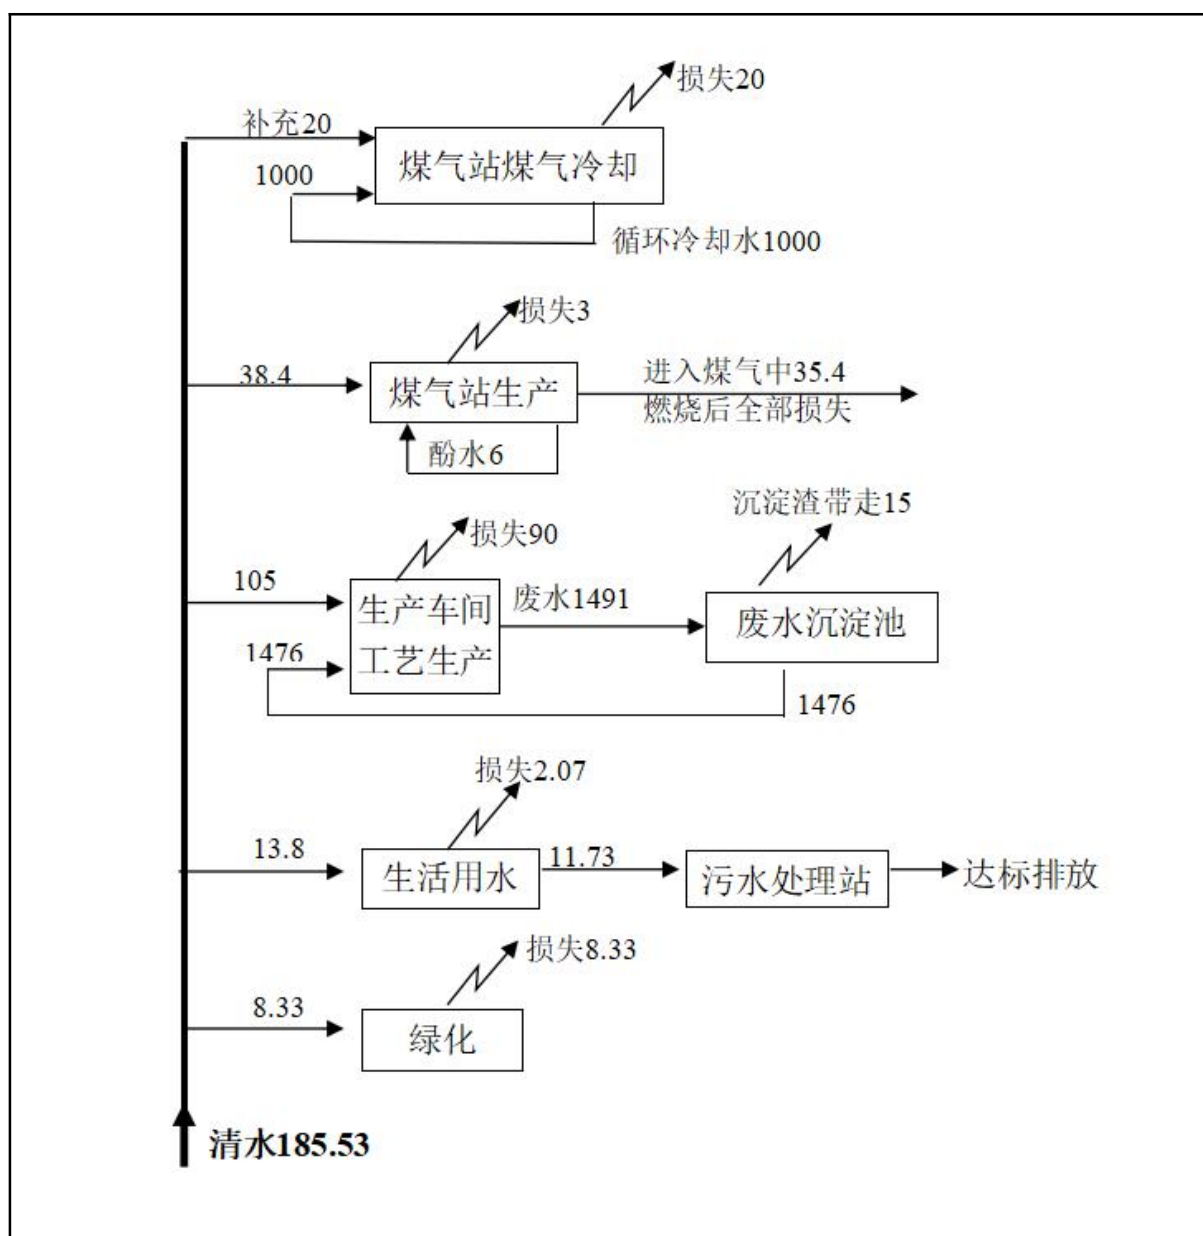 损失20
补充20
煤气站煤气冷却
1000
循环冷却水1000
损失3
38.4
煤气站生产
进入煤气中35.4
燃烧后全部损失
酚水6
沉淀渣带走15
损失90
105
生产车间
工艺生产
废水1491
废水沉淀池
1476
1476
损失2.07
13.8
生活用水
11.73
污水处理站
达标排放
损失8.33
8.33
绿化
清水185.53